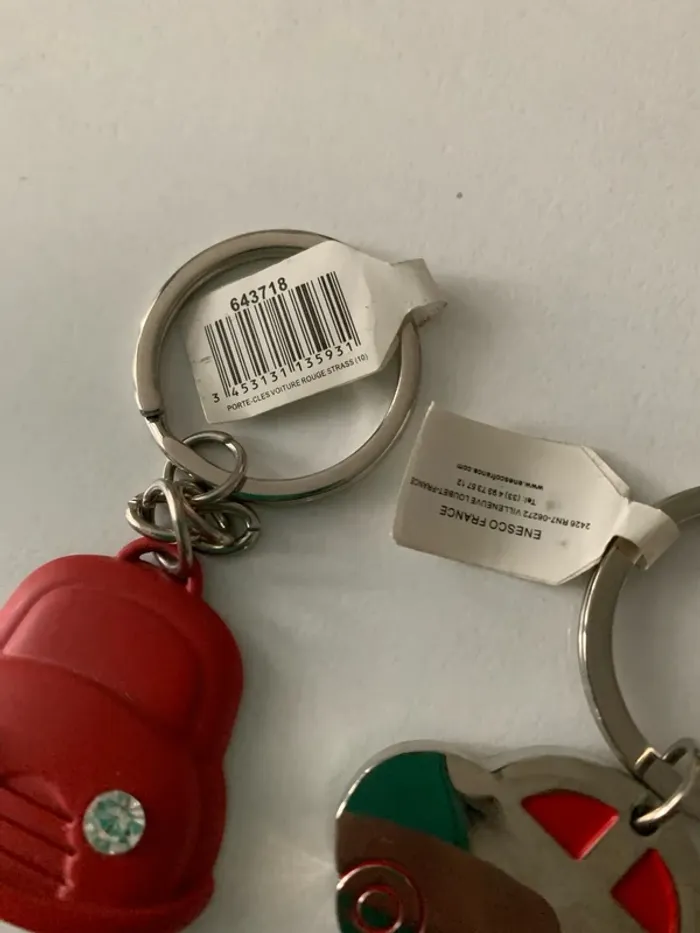 643718
3 453131 135931
PORTE-CLES VOITURE ROUGE STRASS (10)
ENESCO FRANCE
2426 RN7-06272 VILLENEUVE LOUBET-FRANCE
Tel: (33) 4 93 73 57 12
www.enescofrance.com